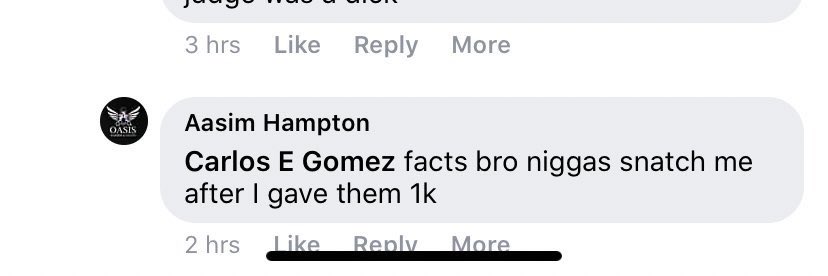 judge was a dick
3 hrs Like Reply More
OASIS
Aasim Hampton
Carlos E Gomez facts bro niggas snatch me
after I gave them 1k
2 hrs Like Reply More